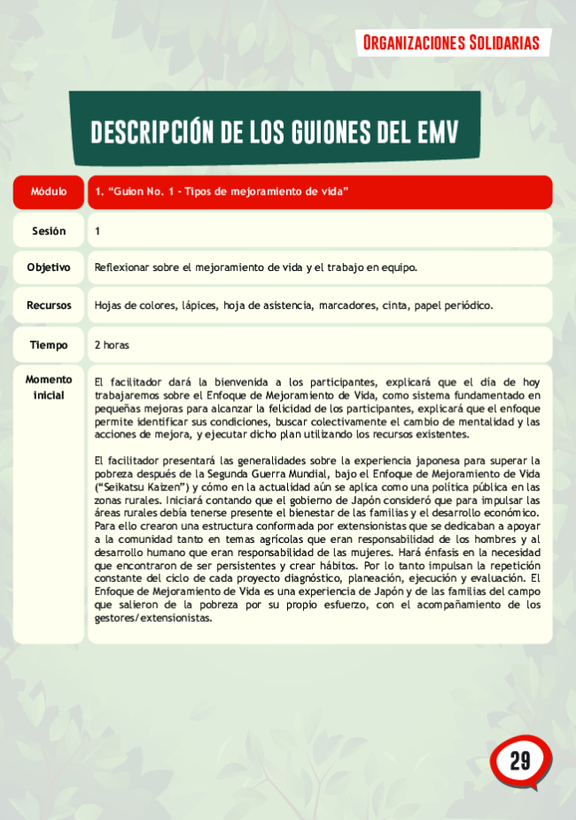 Organizaciones Solidarias
DESCRIPCIÓN DE LOS GUIONES DEL EMV
Módulo
1. “Guion No. 1 - Tipos de mejoramiento de vida”
Sesión
1
Objetivo
Reflexionar sobre el mejoramiento de vida y el trabajo en equipo.
Recursos
Hojas de colores, lápices, hoja de asistencia, marcadores, cinta, papel periódico.
Tiempo
2 horas
Momento
inicial
El facilitador dará la bienvenida a los participantes, explicará que el día de hoy
trabajaremos sobre el Enfoque de Mejoramiento de Vida, como sistema fundamentado en
pequeñas mejoras para alcanzar la felicidad de los participantes, explicará que el enfoque
permite identificar sus condiciones, buscar colectivamente el cambio de mentalidad y las
acciones de mejora, y ejecutar dicho plan utilizando los recursos existentes.
El facilitador presentará las generalidades sobre la experiencia japonesa para superar la
pobreza después de la Segunda Guerra Mundial, bajo el Enfoque de Mejoramiento de Vida
(“Seikatsu Kaizen”) y cómo en la actualidad aún se aplica como una política pública en las
zonas rurales. Iniciará contando que el gobierno de Japón consideró que para impulsar las
áreas rurales debía tenerse presente el bienestar de las familias y el desarrollo económico.
Para ello crearon una estructura conformada por extensionistas que se dedicaban a apoyar
a la comunidad tanto en temas agrícolas que eran responsabilidad de los hombres y al
desarrollo humano que eran responsabilidad de las mujeres. Hará énfasis en la necesidad
que encontraron de ser persistentes y crear hábitos. Por lo tanto impulsan la repetición
constante del ciclo de cada proyecto diagnóstico, planeación, ejecución y evaluación. El
Enfoque de Mejoramiento de Vida es una experiencia de Japón y de las familias del campo
que salieron de la pobreza por su propio esfuerzo, con el acompañamiento de los
gestores/extensionistas.
29